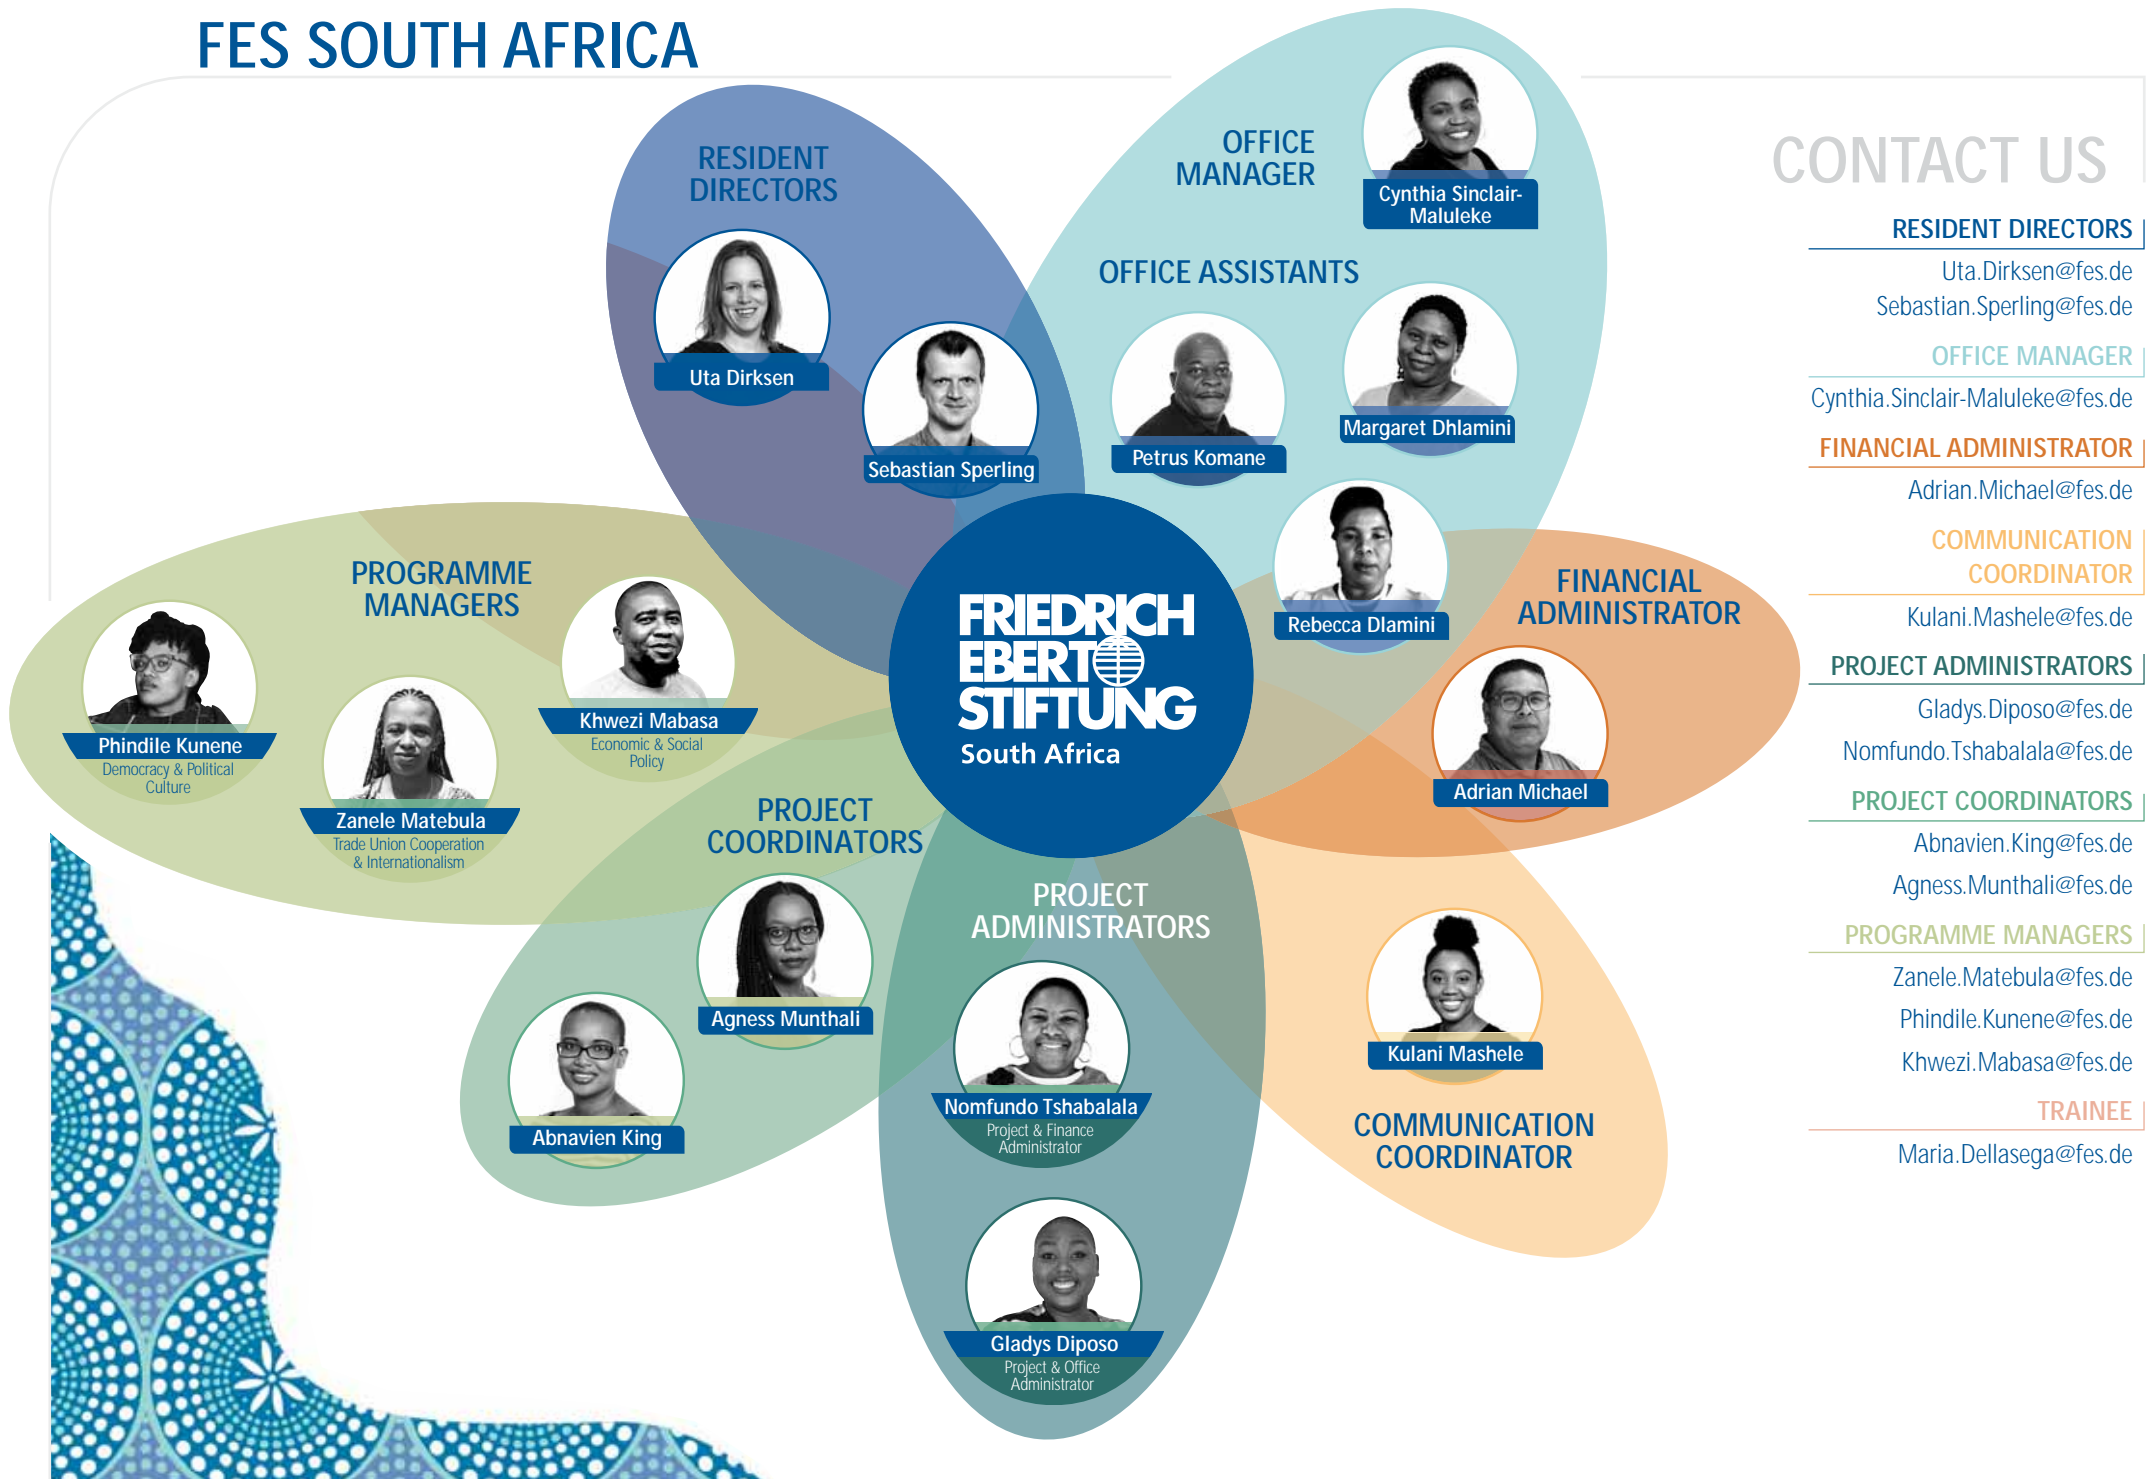 FES SOUTH AFRICA
RESIDENT
DIRECTORS
Uta Dirksen
Sebastian Sperling
OFFICE
MANAGER
Cynthia Sinclair-
Maluleke
OFFICE ASSISTANTS
Petrus Komane
Margaret Dhlamini
Rebecca Dlamini
FINANCIAL
ADMINISTRATOR
Adrian Michael
PROGRAMME
MANAGERS
Phindile Kunene
Democracy & Political
Culture
Zanele Matebula
Trade Union Cooperation
& Internationalism
Khwezi Mabasa
Economic & Social
Policy
FRIEDRICH
EBERT
STIFTUNG
South Africa
PROJECT
COORDINATORS
Agness Munthali
Abnavien King
PROJECT
ADMINISTRATORS
Nomfundo Tshabalala
Project & Finance
Administrator
Gladys Diposo
Project & Office
Administrator
Kulani Mashele
COMMUNICATION
COORDINATOR
CONTACT US
RESIDENT DIRECTORS
Uta.Dirksen@fes.de
Sebastian.Sperling@fes.de
OFFICE MANAGER
Cynthia.Sinclair-Maluleke@fes.de
FINANCIAL ADMINISTRATOR
Adrian.Michael@fes.de
COMMUNICATION
COORDINATOR
Kulani.Mashele@fes.de
PROJECT ADMINISTRATORS
Gladys.Diposo@fes.de
Nomfundo.Tshabalala@fes.de
PROJECT COORDINATORS
Abnavien.King@fes.de
Agness.Munthali@fes.de
PROGRAMME MANAGERS
Zanele.Matebula@fes.de
Phindile.Kunene@fes.de
Khwezi.Mabasa@fes.de
TRAINEE
Maria.Dellasega@fes.de